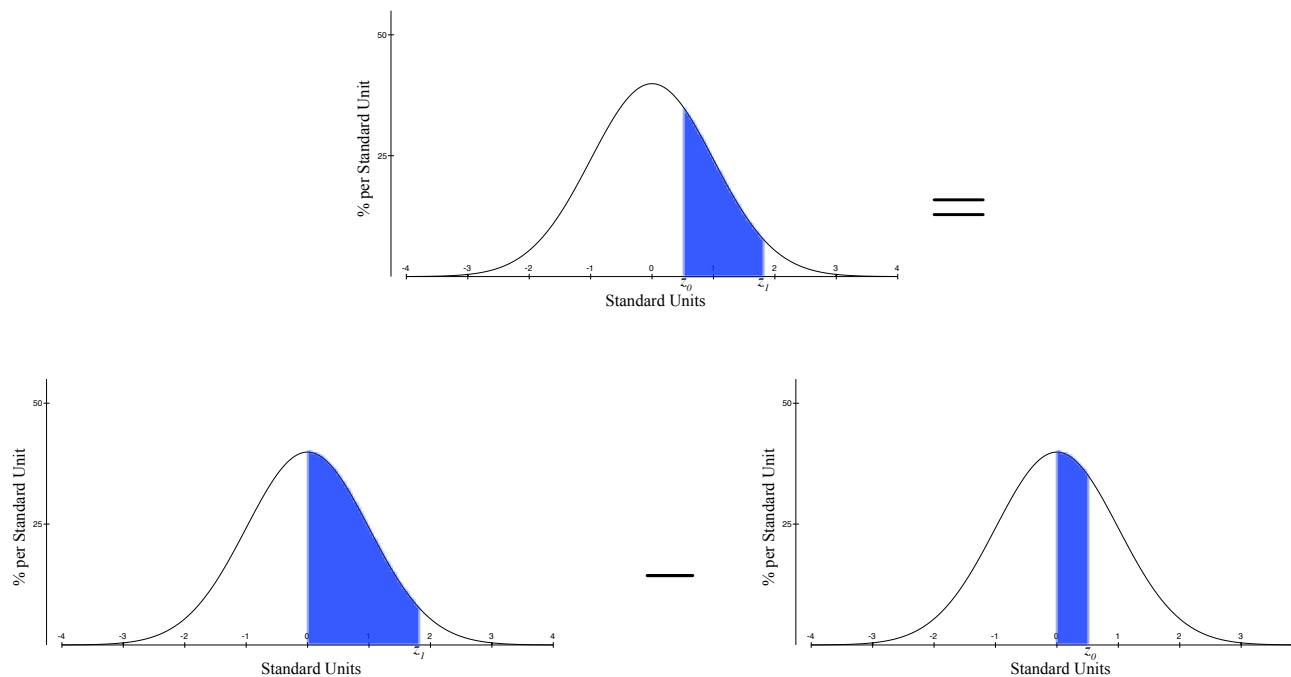 50
% per Standard Unit
25
-4 -3 -2 -1 0 1 2 3 4
z0 z1
Standard Units
=
50
% per Standard Unit
25
-4 -3 -2 -1 0 1 2 3 4
z1
Standard Units
−
50
% per Standard Unit
25
-4 -3 -2 -1 0 1 2 3
z0
Standard Units